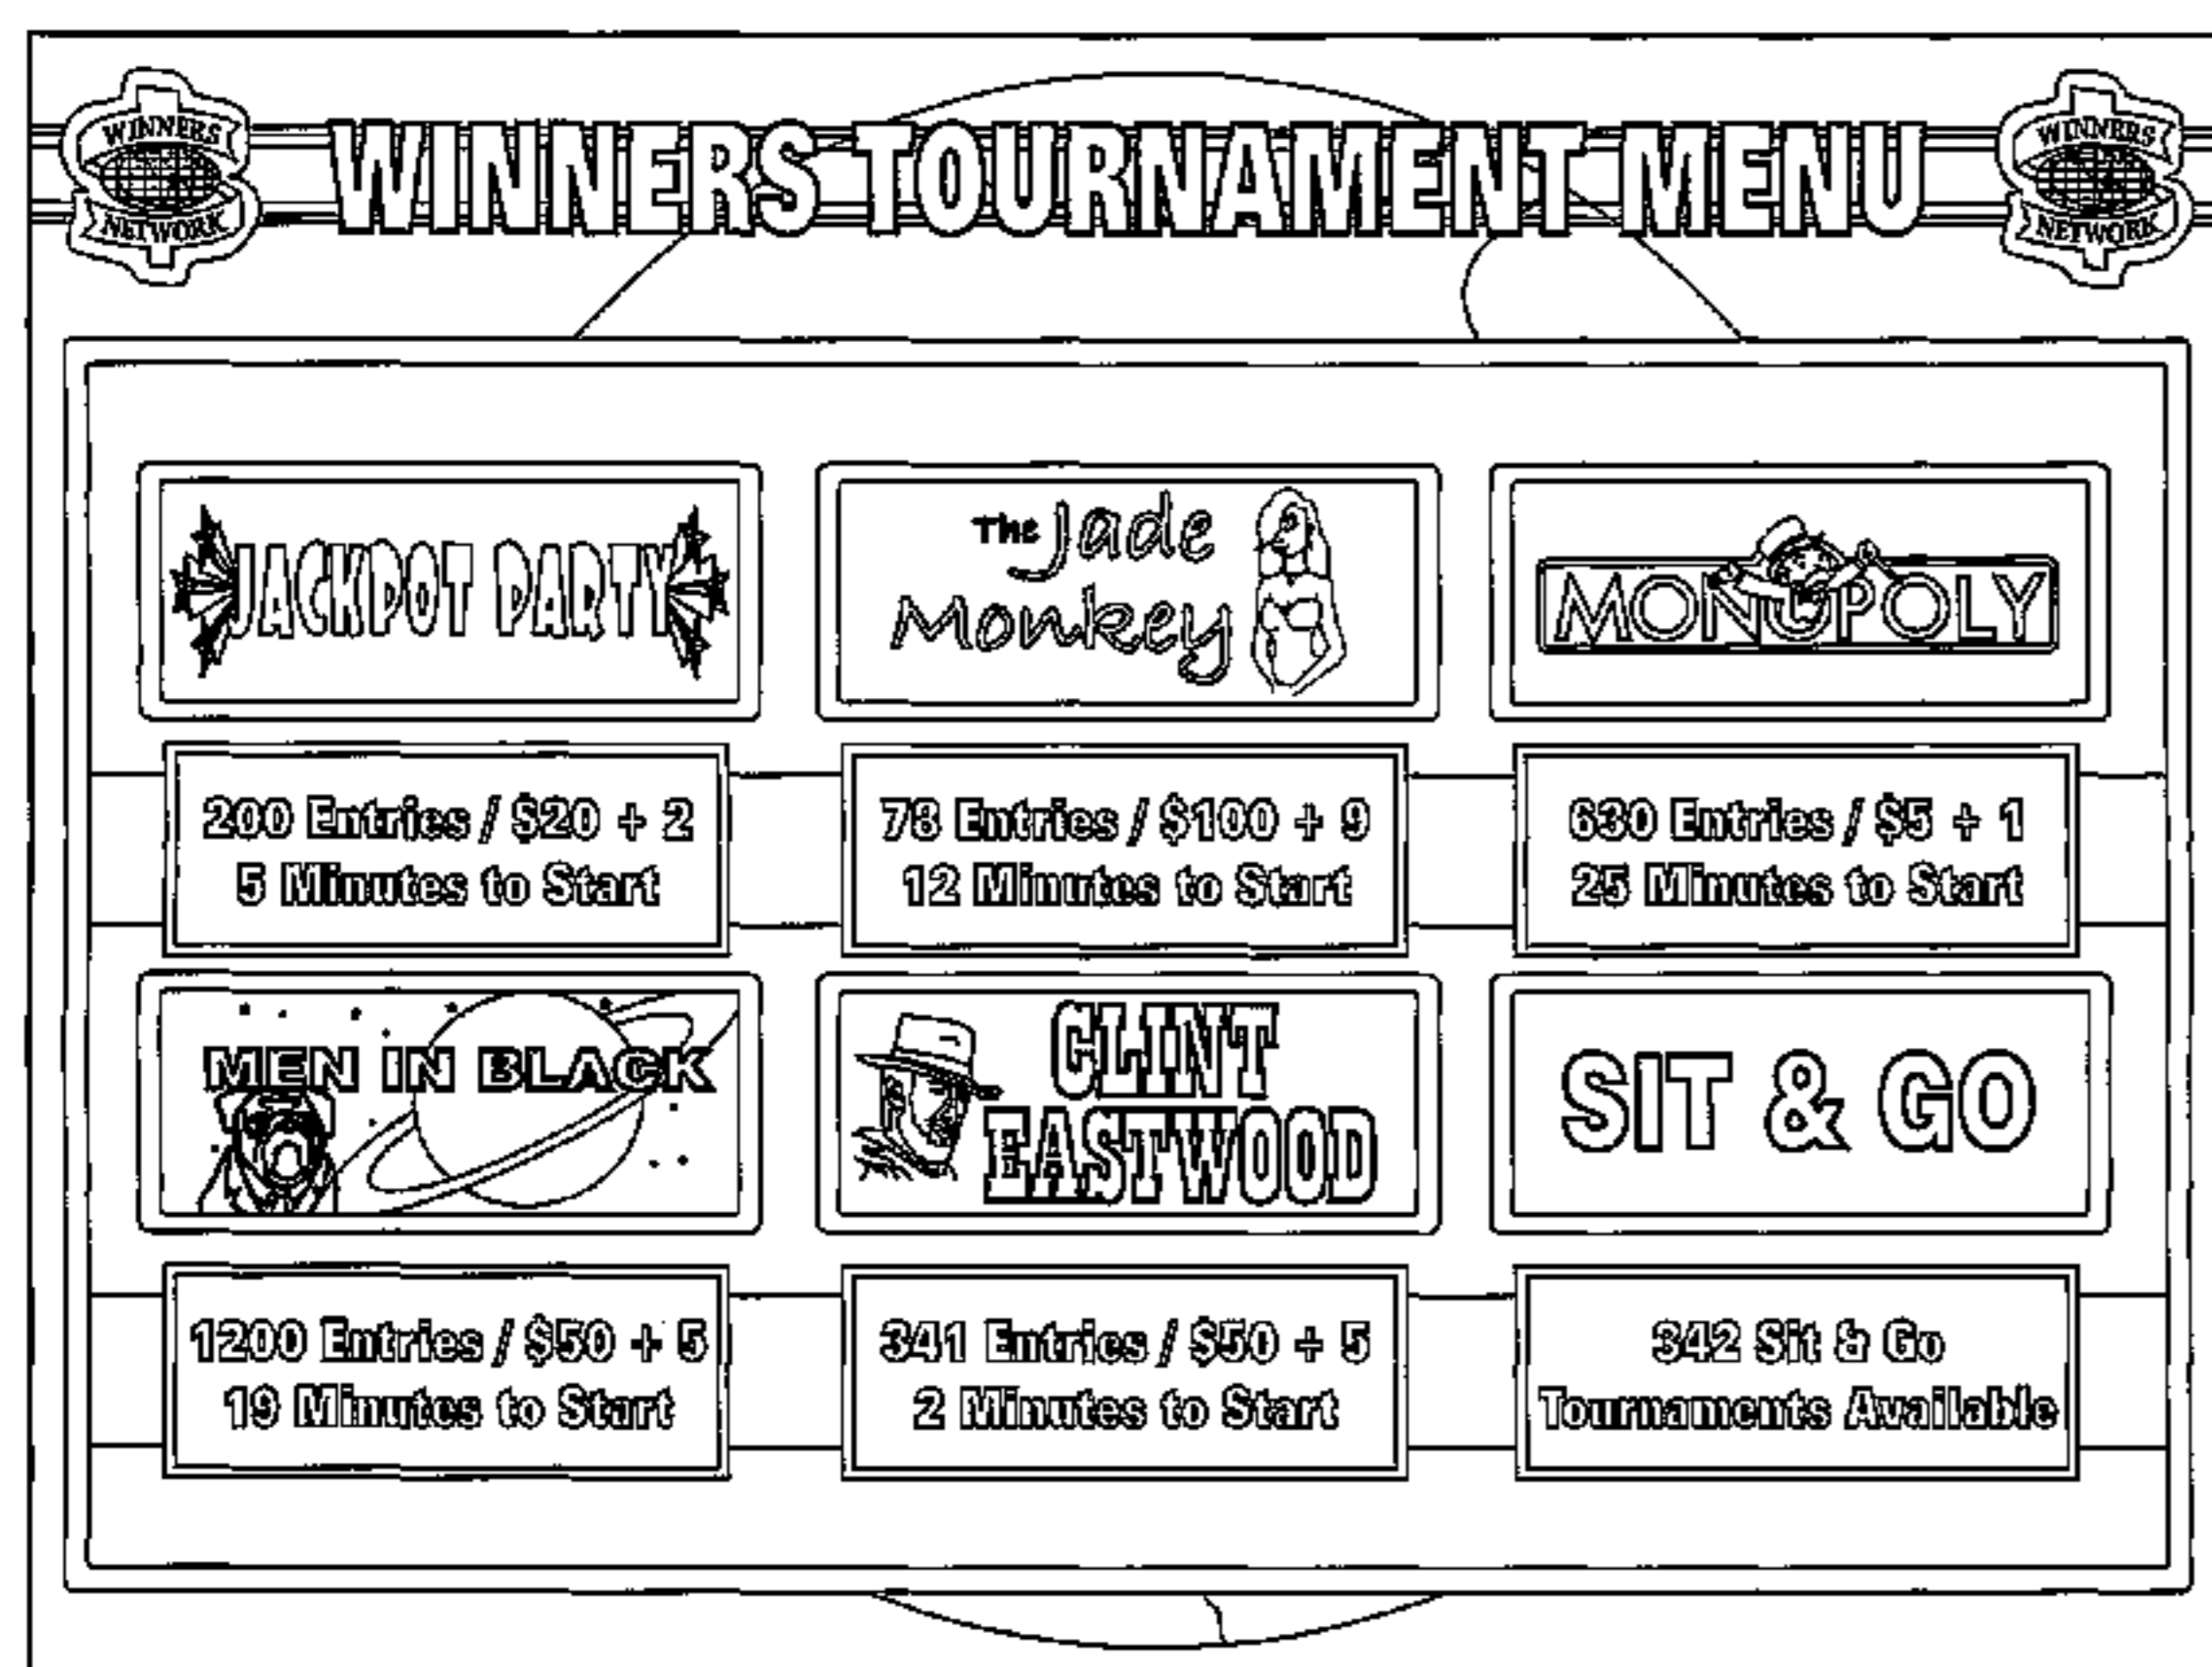 WINNERS
NETWORK
WINNERS TOURNAMENT MENU
WINNERS
NETWORK
JACKPOT PARTY
The Jade
Monkey
MONOPOLY
200 Entries / $20 + 2
5 Minutes to Start
78 Entries / $100 + 9
12 Minutes to Start
630 Entries / $5 + 1
25 Minutes to Start
MEN IN BLACK
CLINT
EASTWOOD
SIT & GO
1200 Entries / $50 + 5
19 Minutes to Start
341 Entries / $50 + 5
2 Minutes to Start
342 Sit & Go
Tournaments Available